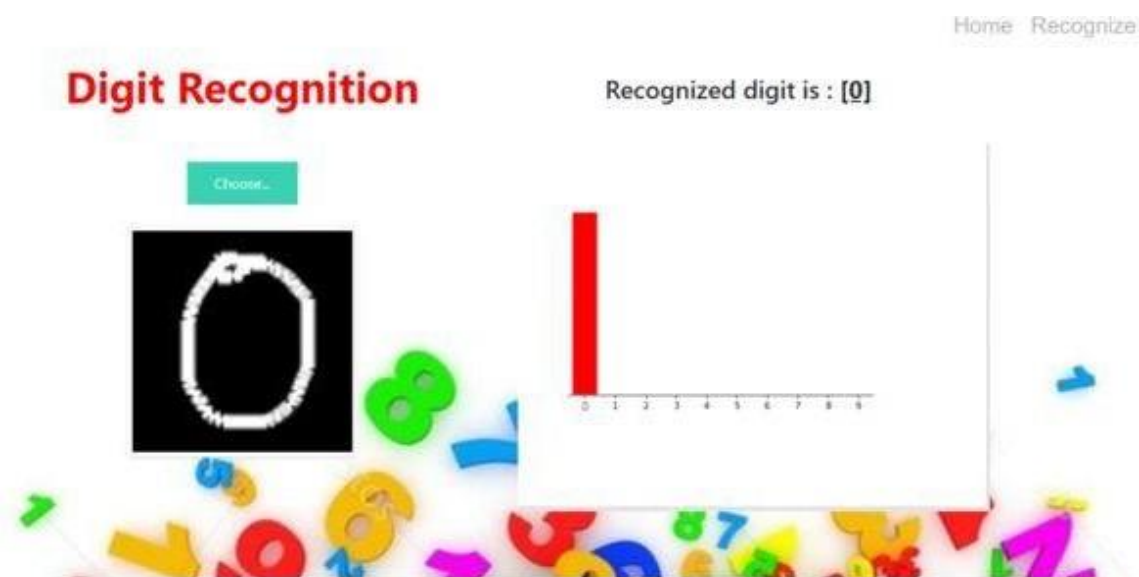 Home Recognize
Digit Recognition
Recognized digit is : [0]
Choose...
0
0 1 2 3 4 5 6 7 8 9